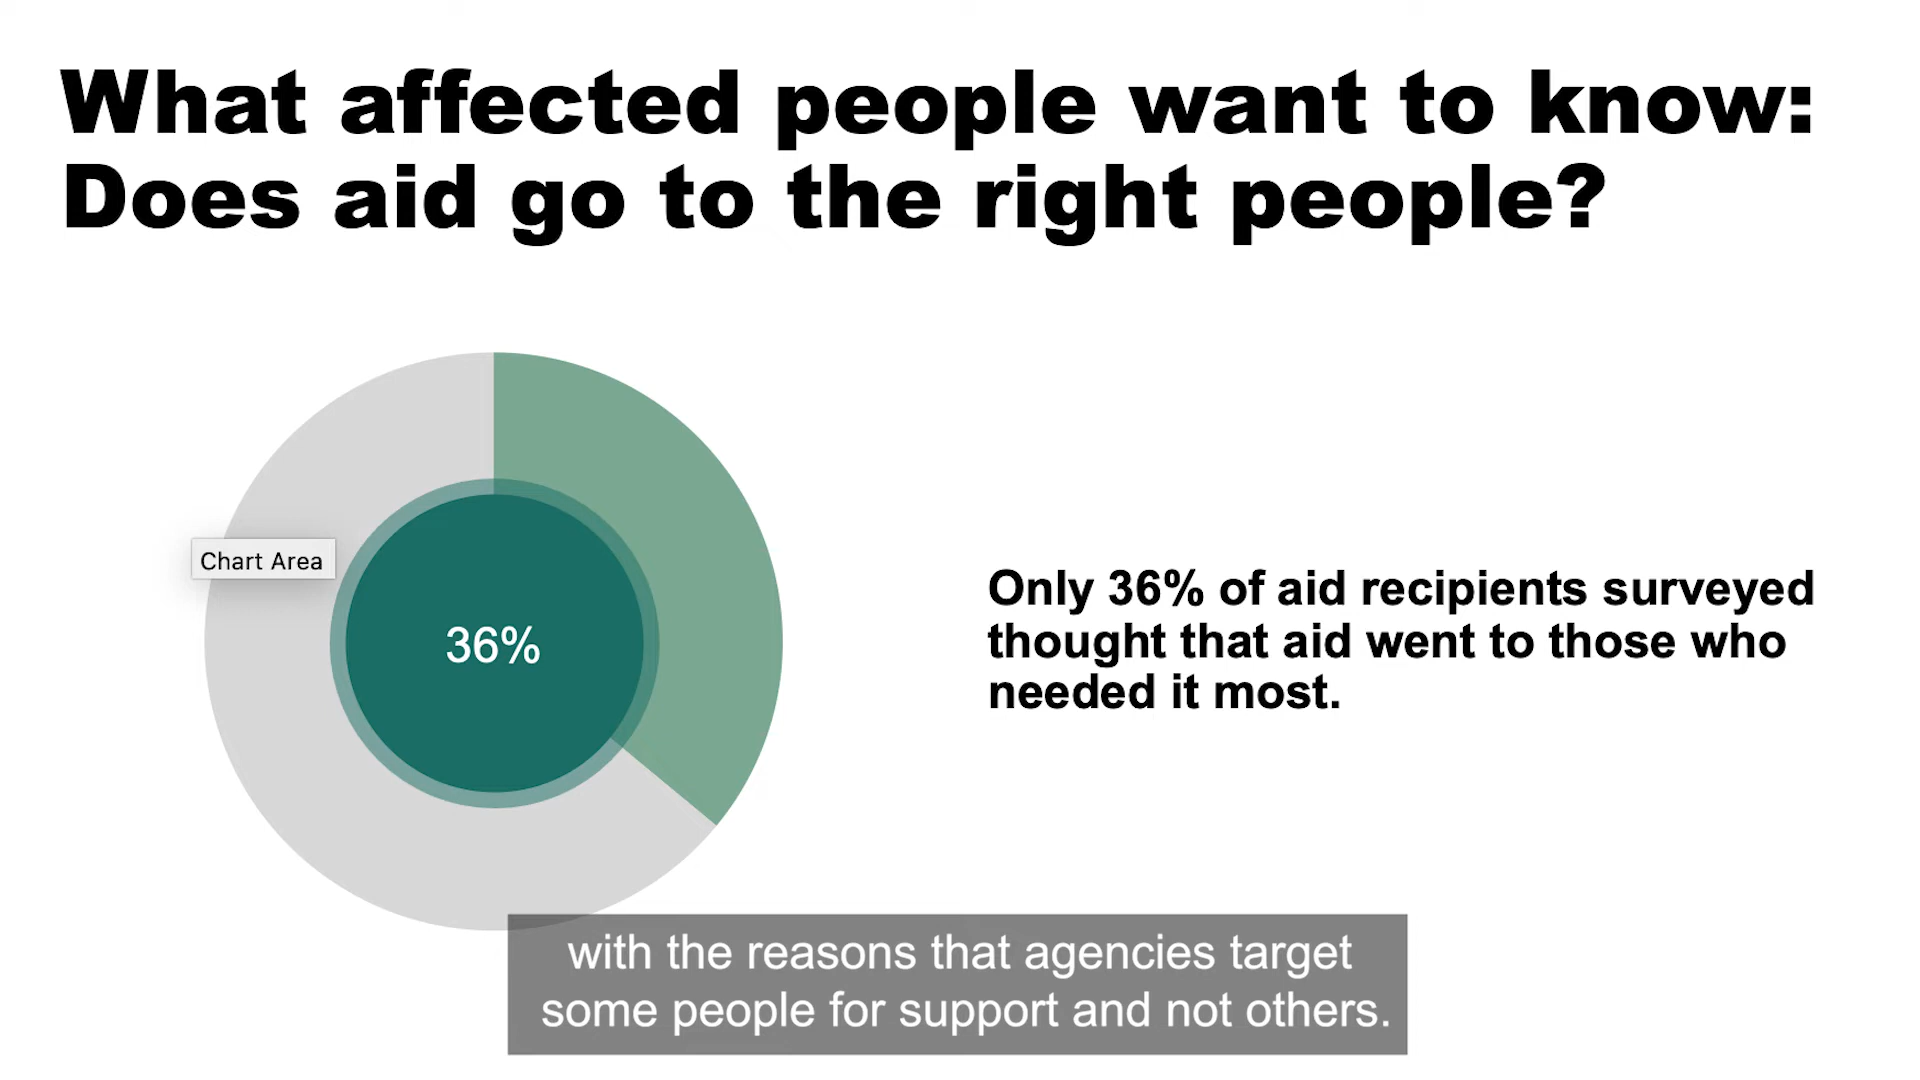 What affected people want to know:
Does aid go to the right people?
Chart Area
36%
Only 36% of aid recipients surveyed
thought that aid went to those who
needed it most.
with the reasons that agencies target
some people for support and not others.